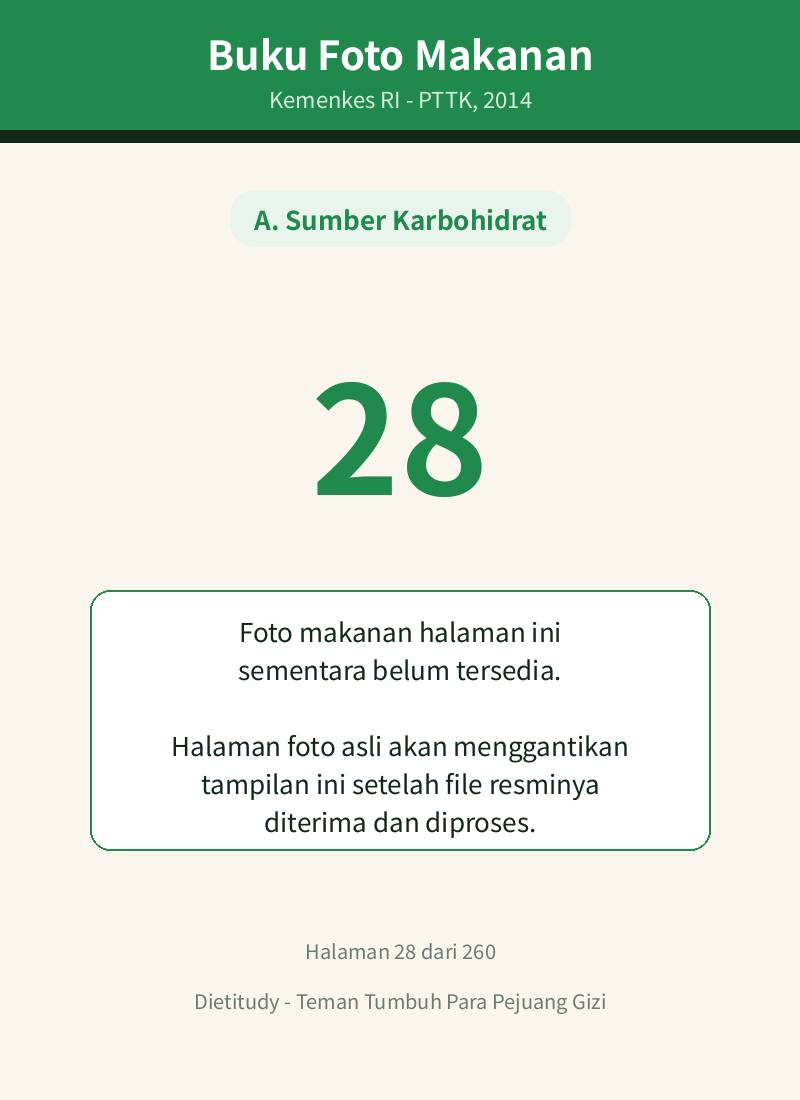 Buku Foto Makanan
Kemenkes RI - PTTK, 2014
A. Sumber Karbohidrat
28
Foto makanan halaman ini
sementara belum tersedia.
Halaman foto asli akan menggantikan
tampilan ini setelah file resminya
diterima dan diproses.
Halaman 28 dari 260
Dietitudy - Teman Tumbuh Para Pejuang Gizi